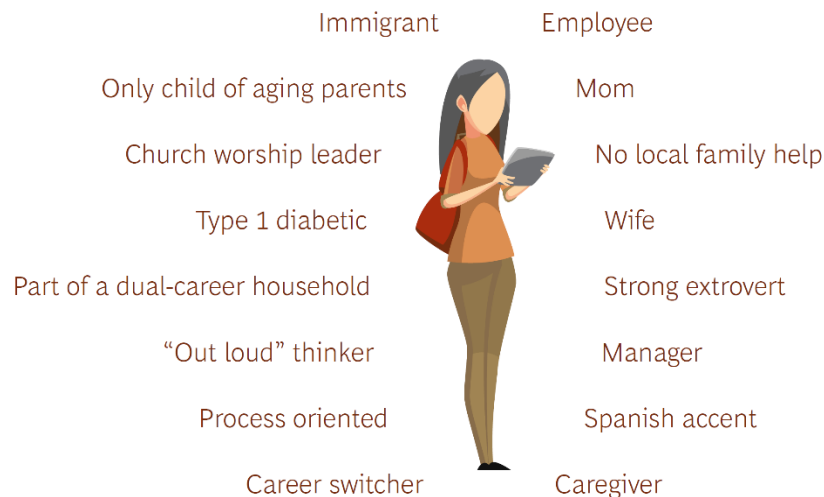 Immigrant
Employee
Only child of aging parents
Mom
Church worship leader
No local family help
Type 1 diabetic
Wife
Part of a dual-career household
Strong extrovert
“Out loud” thinker
Manager
Process oriented
Spanish accent
Career switcher
Caregiver